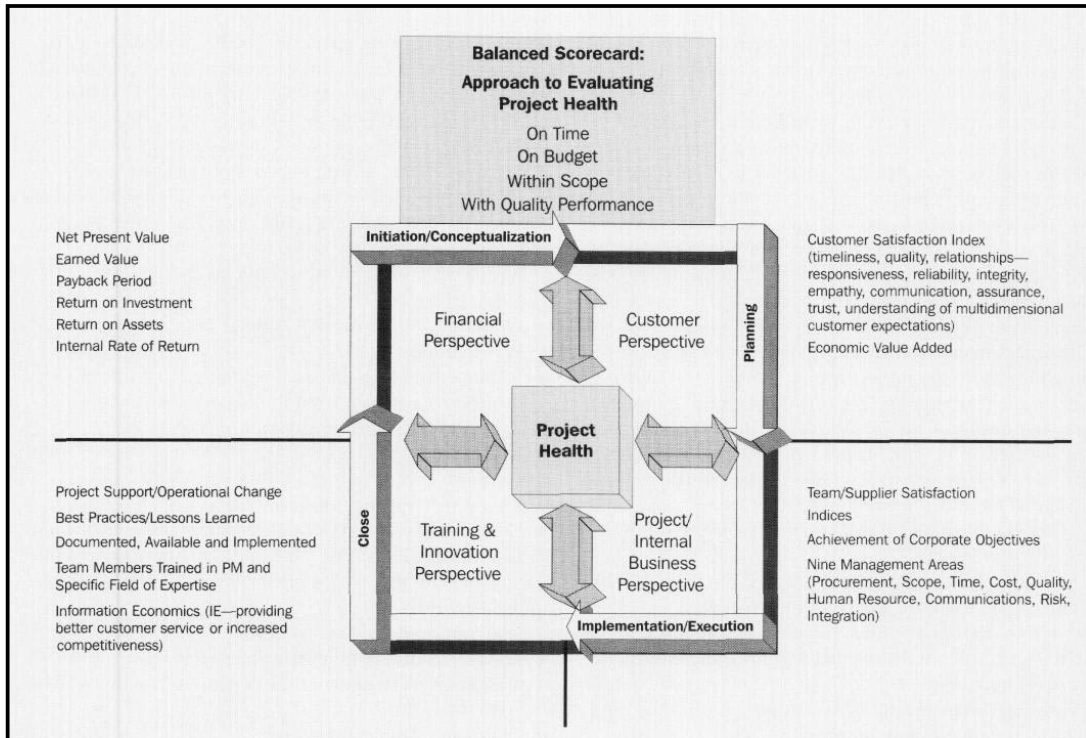 Balanced Scorecard:
Approach to Evaluating
Project Health
On Time
On Budget
Within Scope
With Quality Performance
Net Present Value
Earned Value
Payback Period
Return on Investment
Return on Assets
Internal Rate of Return
Initiation/Conceptualization
Financial
Perspective
Customer
Perspective
Planning
Customer Satisfaction Index
(timeliness, quality, relationships—
responsiveness, reliability, integrity,
empathy, communication, assurance,
trust, understanding of multidimensional
customer expectations)
Economic Value Added
Project
Health
Project Support/Operational Change
Best Practices/Lessons Learned
Documented, Available and Implemented
Team Members Trained in PM and
Specific Field of Expertise
Information Economics (IE—providing
better customer service or increased
competitiveness)
Close
Training &
Innovation
Perspective
Project/
Internal
Business
Perspective
Implementation/Execution
Team/Supplier Satisfaction
Indices
Achievement of Corporate Objectives
Nine Management Areas
(Procurement, Scope, Time, Cost, Quality,
Human Resource, Communications, Risk,
Integration)